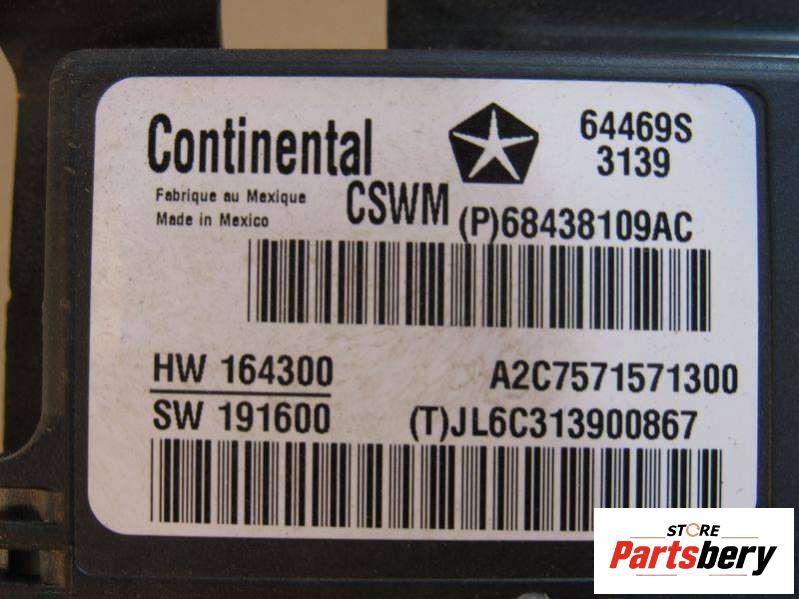 Continental
64469S
3139
Fabrique au Mexique
Made in Mexico
CSWM
(P)68438109AC
HW 164300
A2C7571571300
SW 191600
(T)JL6C313900867
STORE
Partsbery